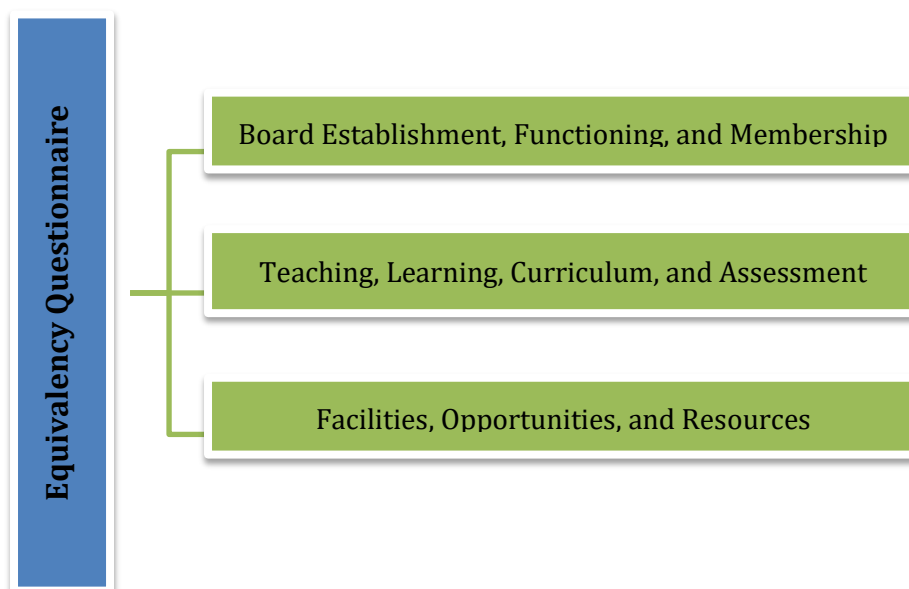 Equivalency Questionnaire
Board Establishment, Functioning, and Membership
Teaching, Learning, Curriculum, and Assessment
Facilities, Opportunities, and Resources